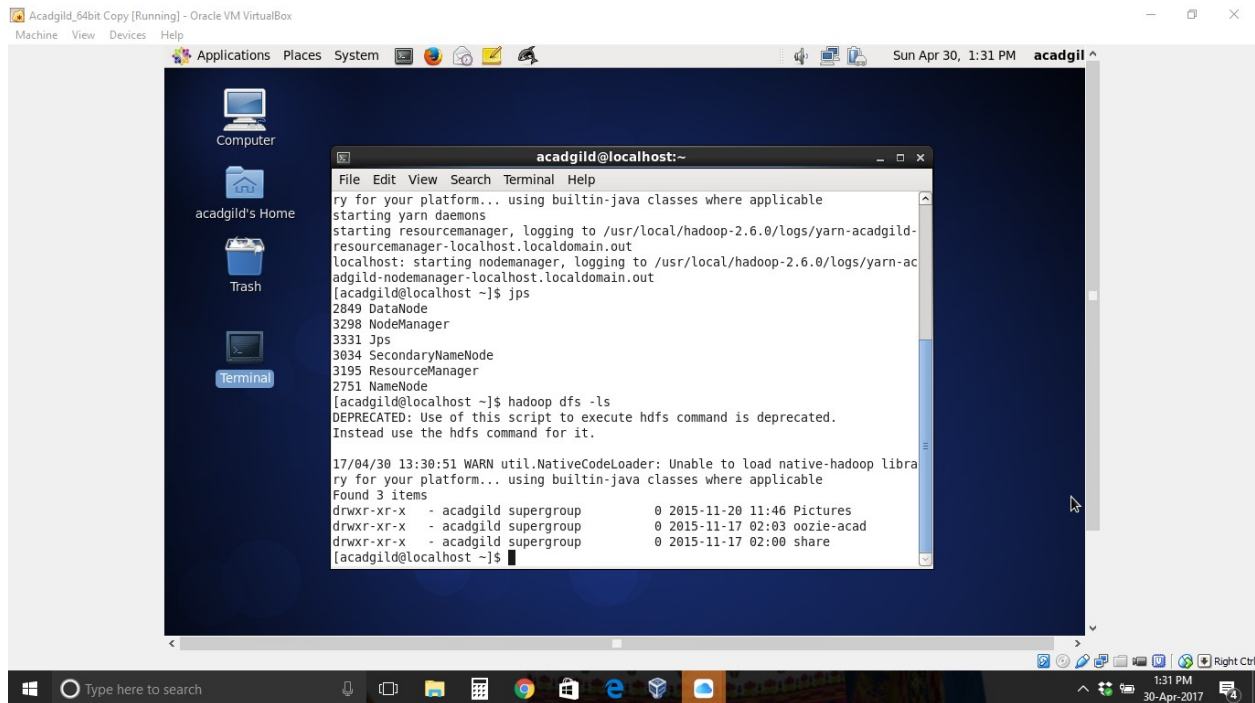 Acadgild_64bit Copy [Running] - Oracle VM VirtualBox
Machine View Devices Help
Applications Places System
Sun Apr 30, 1:31 PM acadgil
Computer
acadgild's Home
Trash
Terminal
acadgild@localhost:~
File Edit View Search Terminal Help
ry for your platform... using builtin-java classes where applicable
starting yarn daemons
starting resourcemanager, logging to /usr/local/hadoop-2.6.0/logs/yarn-acadgild-
resourcemanager-localhost.localdomain.out
localhost: starting nodemanager, logging to /usr/local/hadoop-2.6.0/logs/yarn-ac
adgild-nodemanager-localhost.localdomain.out
[acadgild@localhost ~]$ jps
2849 DataNode
3298 NodeManager
3331 Jps
3034 SecondaryNameNode
3195 ResourceManager
2751 NameNode
[acadgild@localhost ~]$ hadoop dfs -ls
DEPRECATED: Use of this script to execute hdfs command is deprecated.
Instead use the hdfs command for it.
17/04/30 13:30:51 WARN util.NativeCodeLoader: Unable to load native-hadoop libra
ry for your platform... using builtin-java classes where applicable
Found 3 items
drwxr-xr-x - acadgild supergroup 0 2015-11-20 11:46 Pictures
drwxr-xr-x - acadgild supergroup 0 2015-11-17 02:03 oozie-acad
drwxr-xr-x - acadgild supergroup 0 2015-11-17 02:00 share
[acadgild@localhost ~]$
Right Ctrl
Type here to search
1:31 PM
30-Apr-2017
4